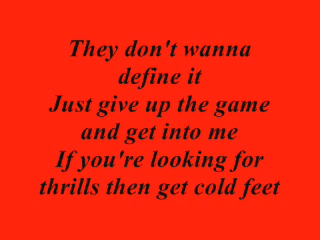 They don't wanna
define it
Just give up the game
and get into me
If you're looking for
thrills then get cold feet